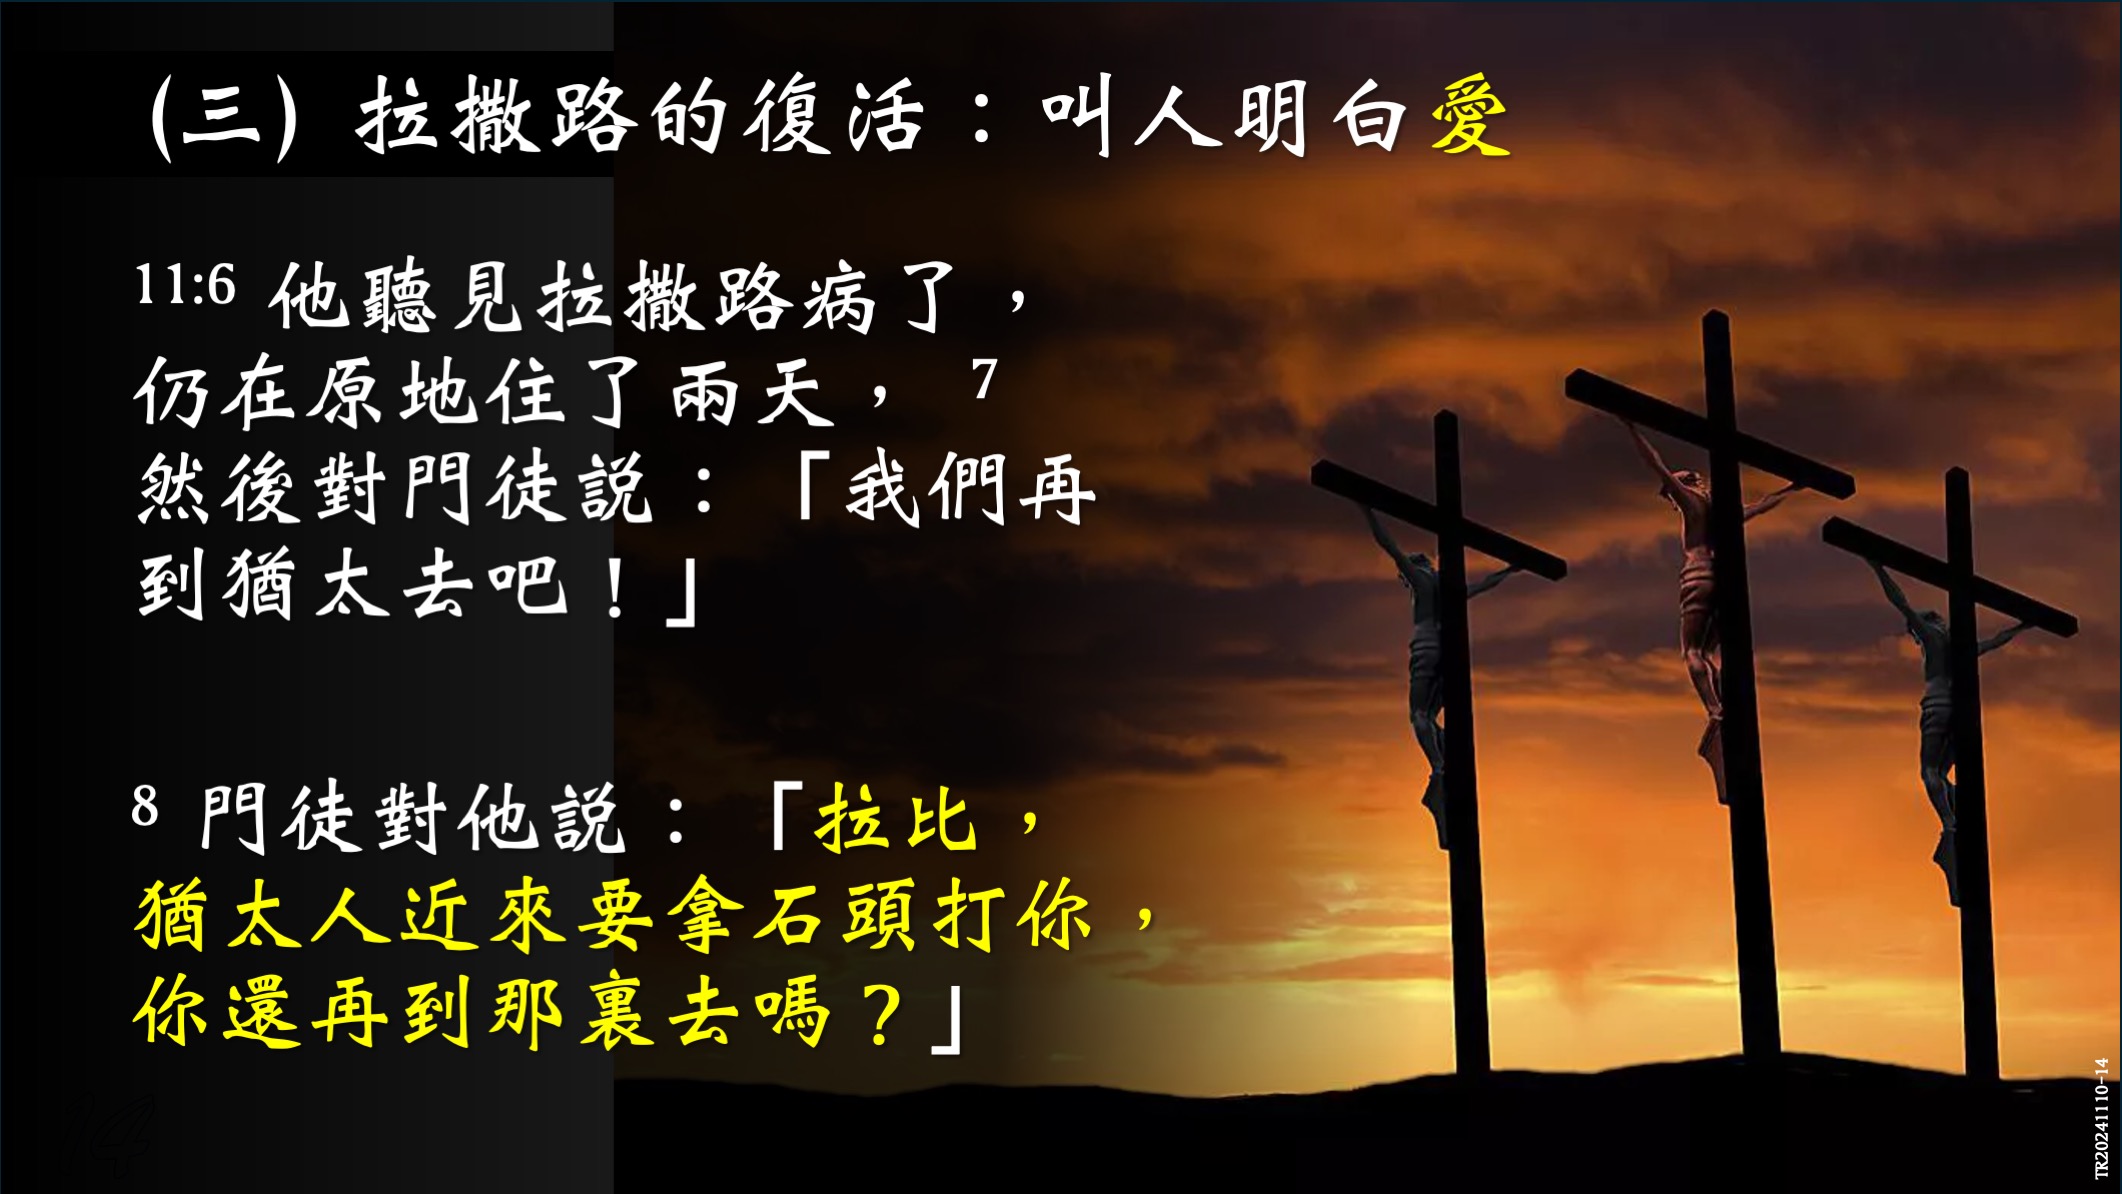 (三) 拉撒路的復活：叫人明白愛
11:6 他聽見拉撒路病了，
仍在原地住了兩天， 7
然後對門徒說：「我們再
到猶太去吧！」
8 門徒對他說：「拉比，
猶太人近來要拿石頭打你，
你還再到那裏去嗎？」
14
TR20241110-14